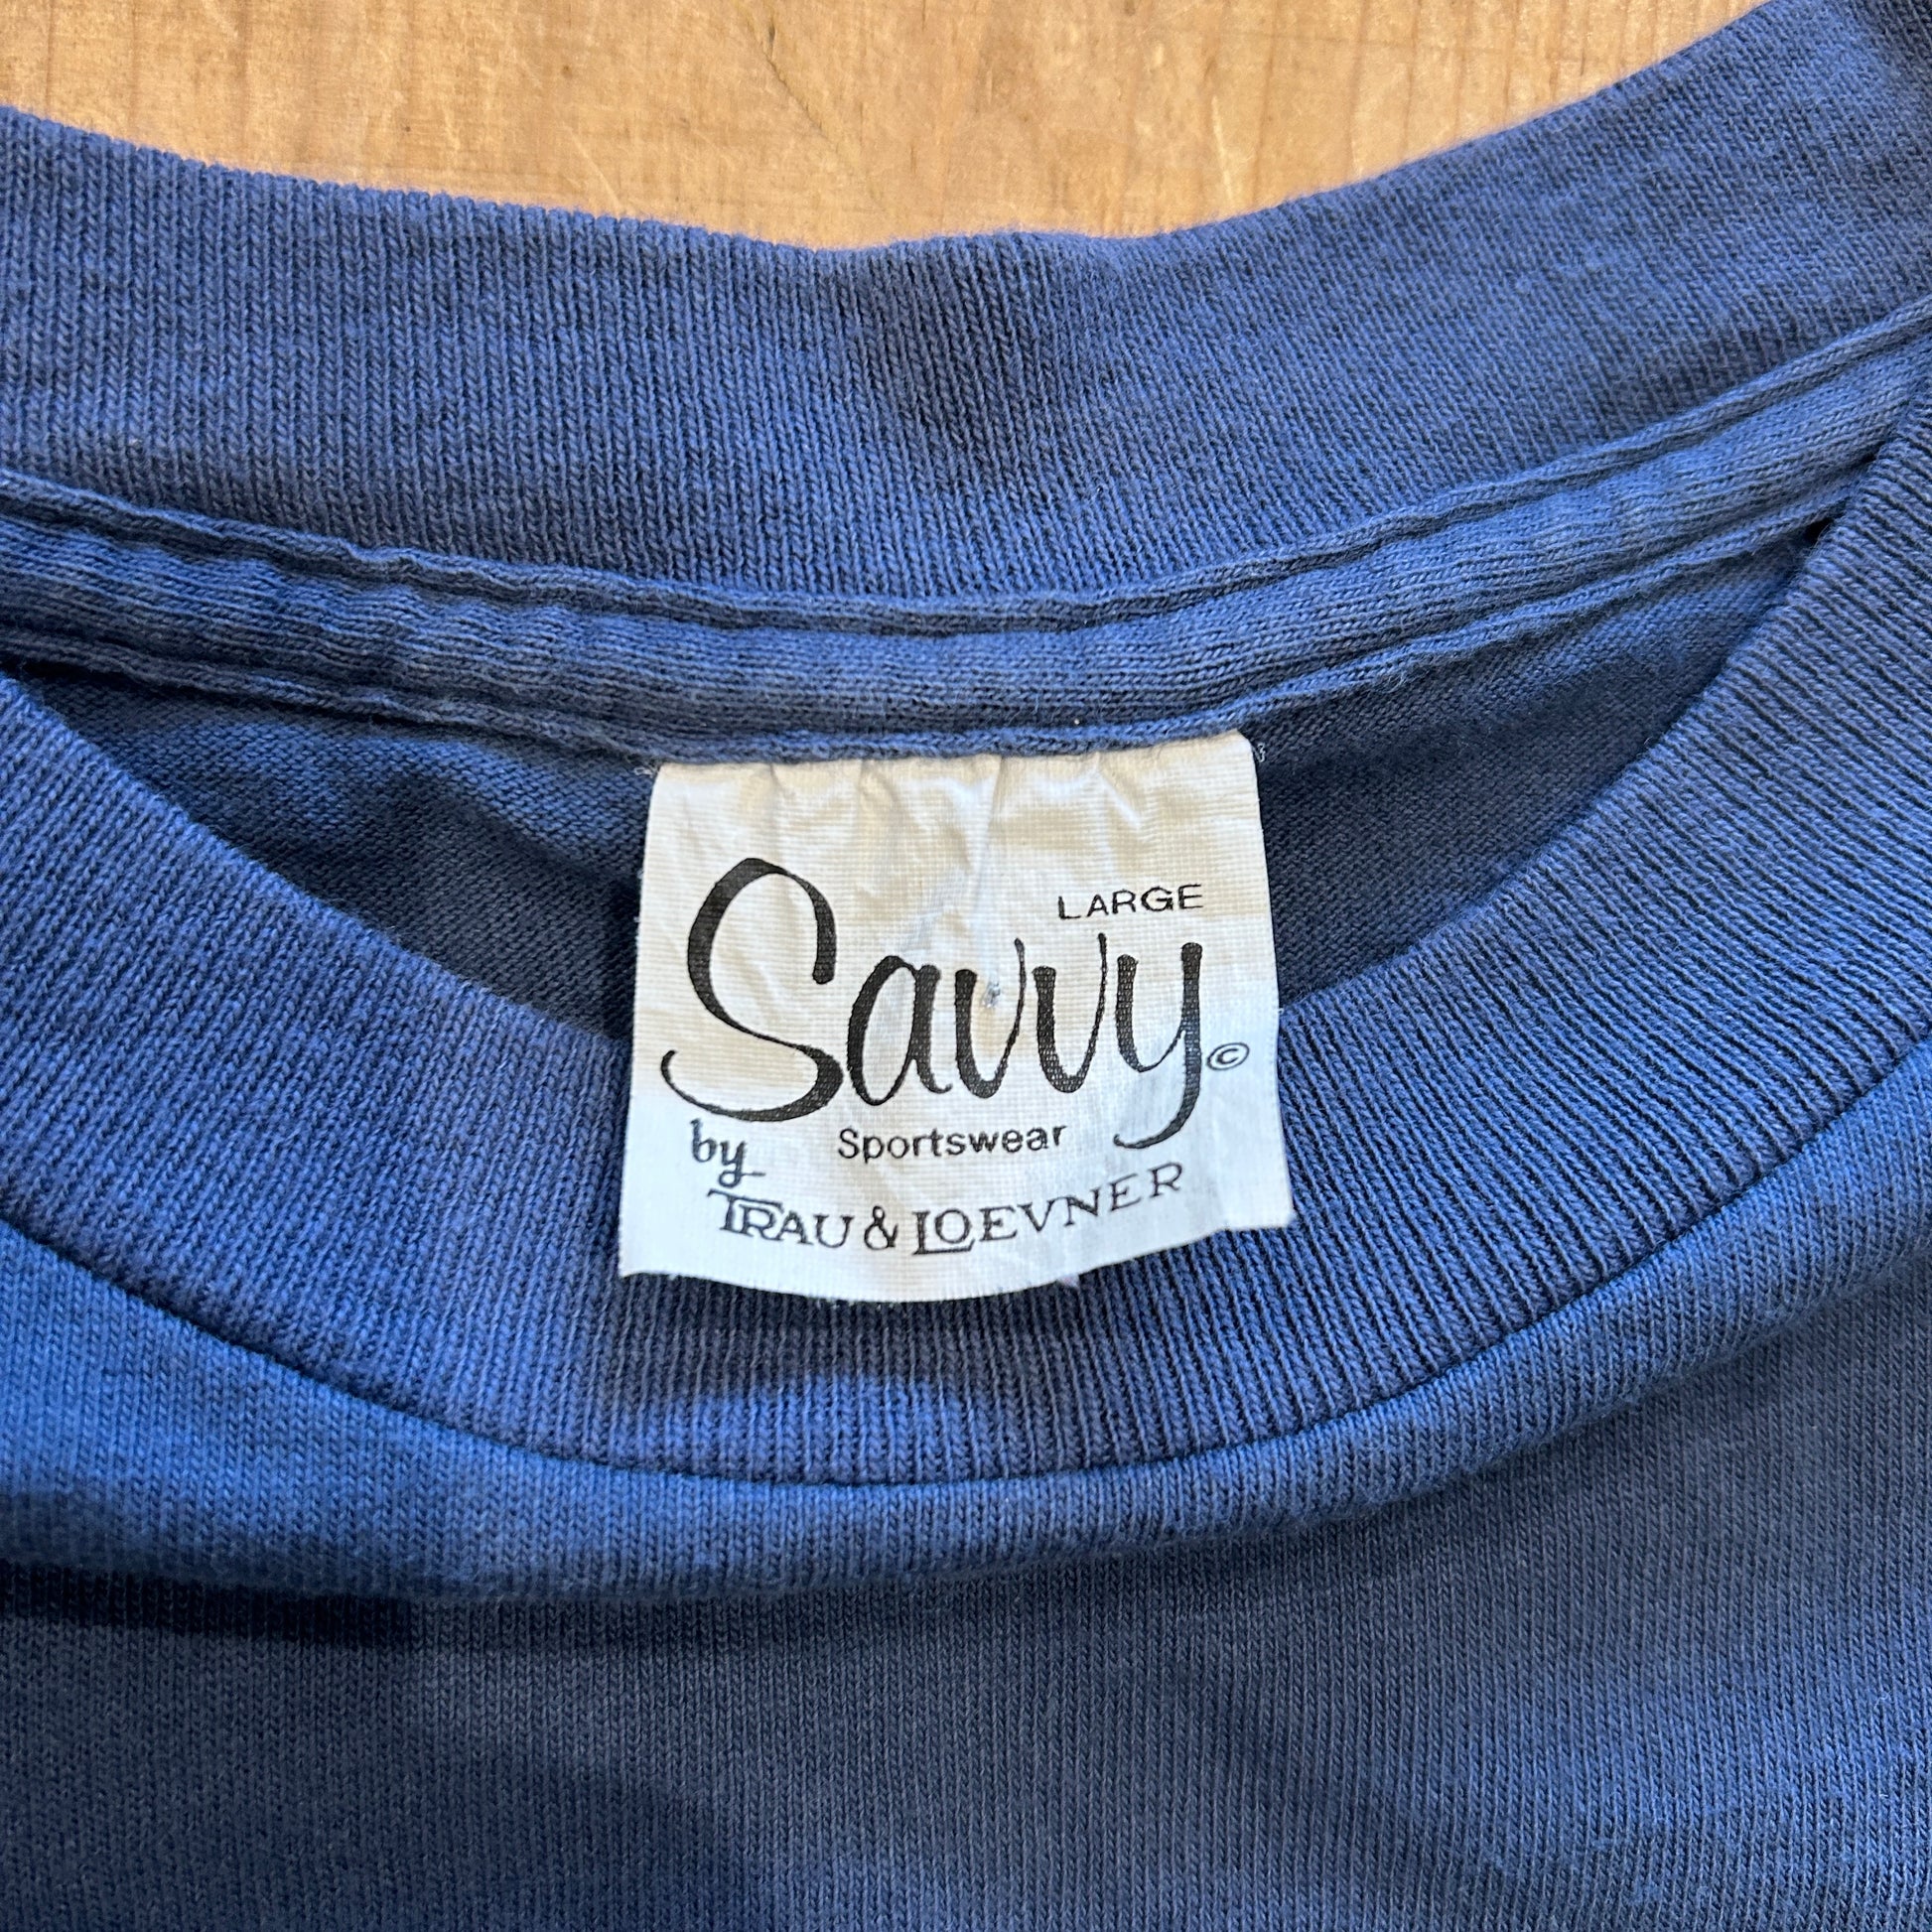 LARGE
Savvy©
by Sportswear
TRAU & LOEVNER